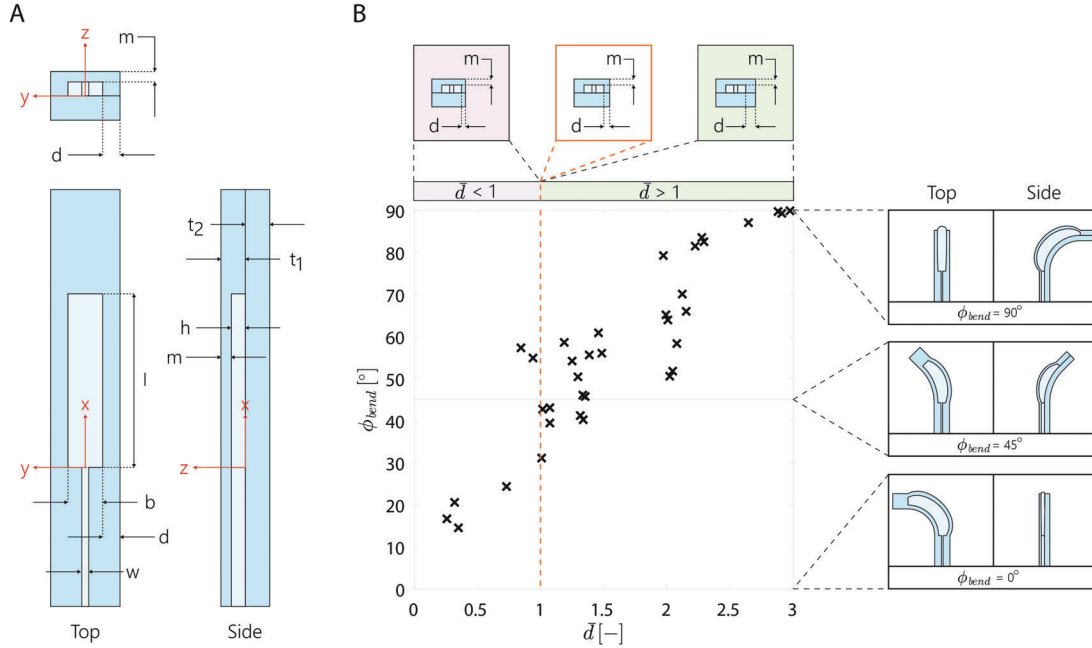 A
z
m
y
d
t2
t1
h
m
l
x
x
y
z
b
d
w
Top
Side
B
m
d
m
d
m
d
d̄ < 1
d̄ > 1
90
80
70
60
50
40
30
20
10
0
ϕbend [°]
0
0.5
1
1.5
2
2.5
3
d̄ [−]
Top
Side
ϕbend = 90°
ϕbend = 45°
ϕbend = 0°